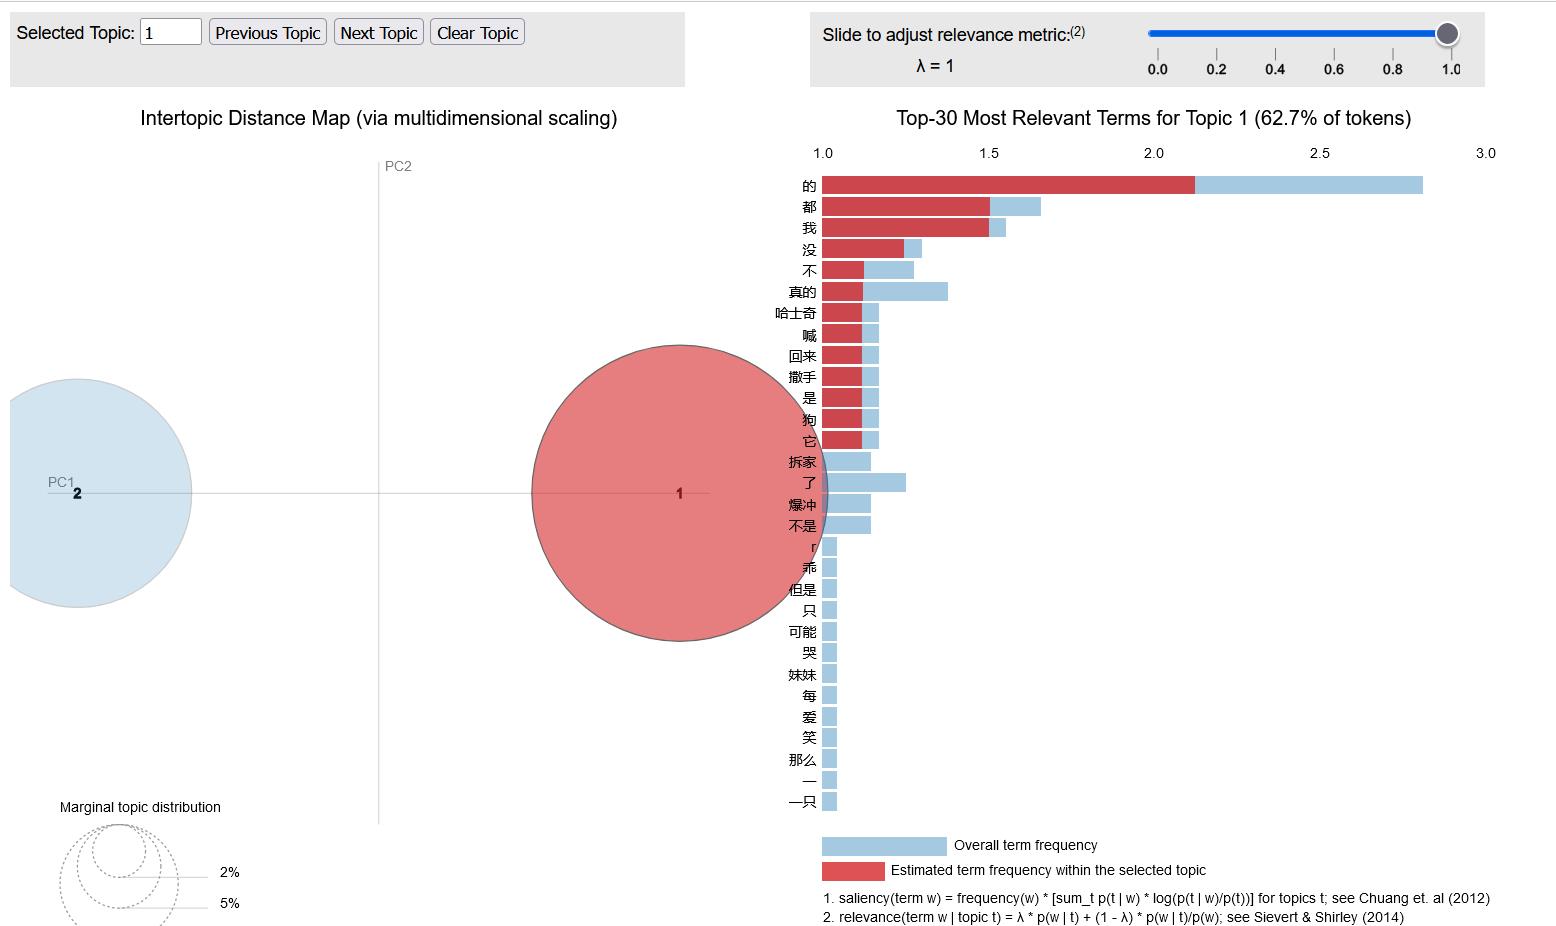 Selected Topic: 1 Previous Topic Next Topic Clear Topic
Slide to adjust relevance metric:(2)
λ = 1
0.0 0.2 0.4 0.6 0.8 1.0
Intertopic Distance Map (via multidimensional scaling)
PC2
PC1
2
1
Marginal topic distribution
2%
5%
Top-30 Most Relevant Terms for Topic 1 (62.7% of tokens)
1.0 1.5 2.0 2.5 3.0
的
都
我
没
不
真的
哈士奇
喊
回来
撒手
是
狗
它
拆家
了
爆冲
不是
r
乖
但是
只
可能
哭
妹妹
每
爱
笑
那么
一
一只
Overall term frequency
Estimated term frequency within the selected topic
1. saliency(term w) = frequency(w) * [sum_t p(t | w) * log(p(t | w)/p(t))] for topics t; see Chuang et. al (2012)
2. relevance(term w | topic t) = λ * p(w | t) + (1 - λ) * p(w | t)/p(w); see Sievert & Shirley (2014)